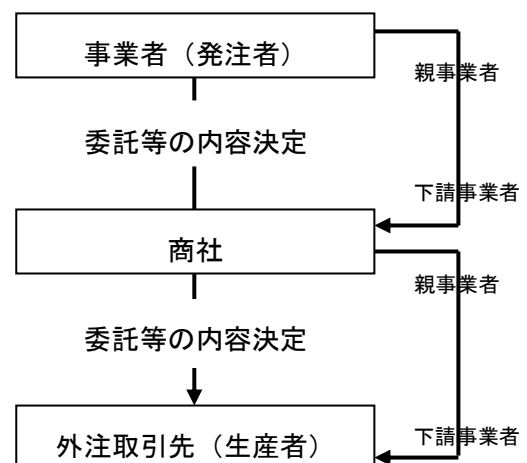 事業者（発注者）
親事業者
委託等の内容決定
下請事業者
商社
親事業者
委託等の内容決定
下請事業者
外注取引先（生産者）